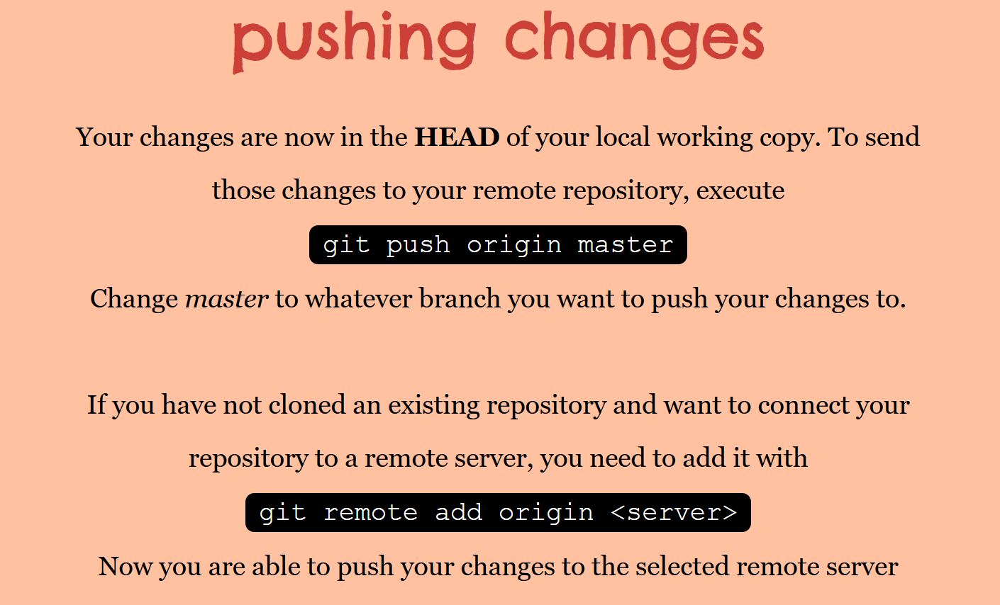 pushing changes
Your changes are now in the HEAD of your local working copy. To send
those changes to your remote repository, execute
git push origin master
Change master to whatever branch you want to push your changes to.
If you have not cloned an existing repository and want to connect your
repository to a remote server, you need to add it with
git remote add origin <server>
Now you are able to push your changes to the selected remote server